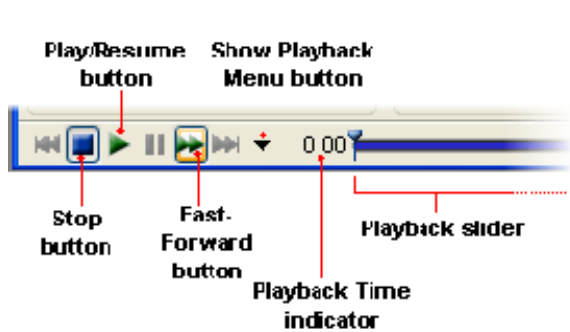 Play/Resume
button
Show Playback
Menu button
0:00
Stop
button
Fast-
Forward
button
Playback slider
Playback Time
indicator